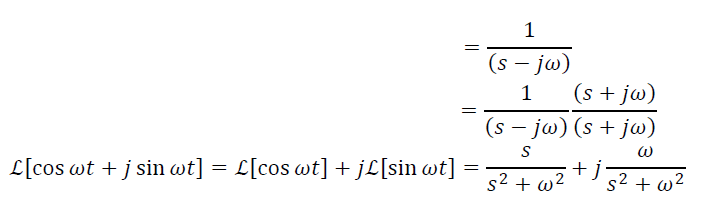 = 1/(s − jω)
= 1/(s − jω) (s + jω)/(s + jω)
ℒ[cos ωt + j sin ωt] = ℒ[cos ωt] + jℒ[sin ωt] = s/(s² + ω²) + j ω/(s² + ω²)